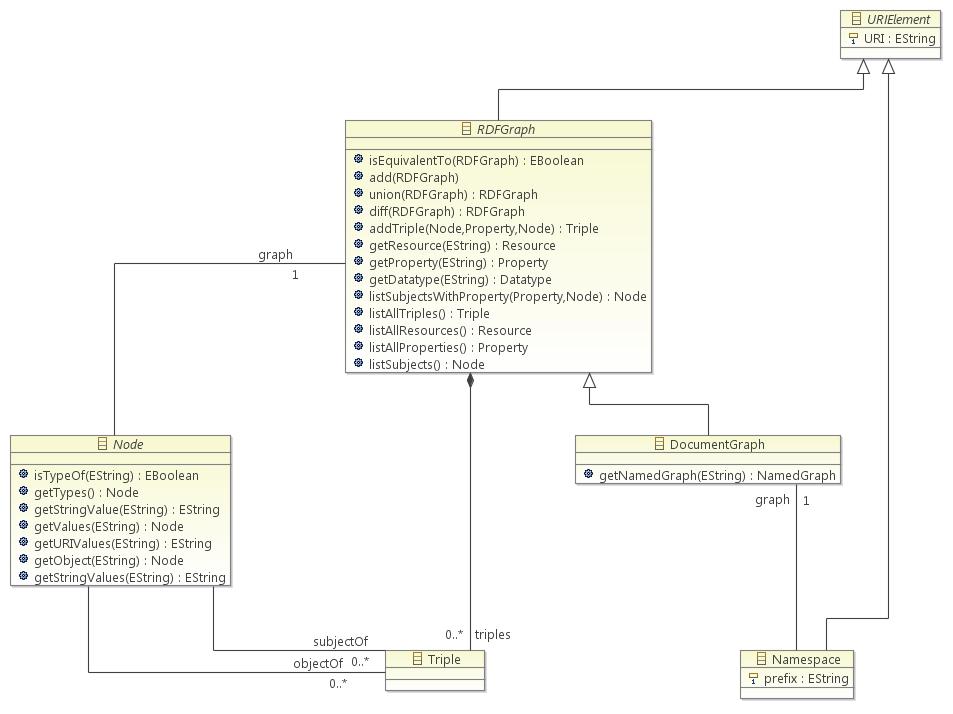 URIElement
URI : EString
RDFGraph
isEquivalentTo(RDFGraph) : EBoolean
add(RDFGraph)
union(RDFGraph) : RDFGraph
diff(RDFGraph) : RDFGraph
addTriple(Node,Property,Node) : Triple
getResource(EString) : Resource
getProperty(EString) : Property
getDatatype(EString) : Datatype
listSubjectsWithProperty(Property,Node) : Node
listAllTriples() : Triple
listAllResources() : Resource
listAllProperties() : Property
listSubjects() : Node
graph
1
Node
isTypeOf(EString) : EBoolean
getTypes() : Node
getStringValue(EString) : EString
getValues(EString) : Node
getURIValues(EString) : EString
getObject(EString) : Node
getStringValues(EString) : EString
DocumentGraph
getNamedGraph(EString) : NamedGraph
graph 1
0..* triples
subjectOf
0..*
objectOf
0..*
Triple
Namespace
prefix : EString